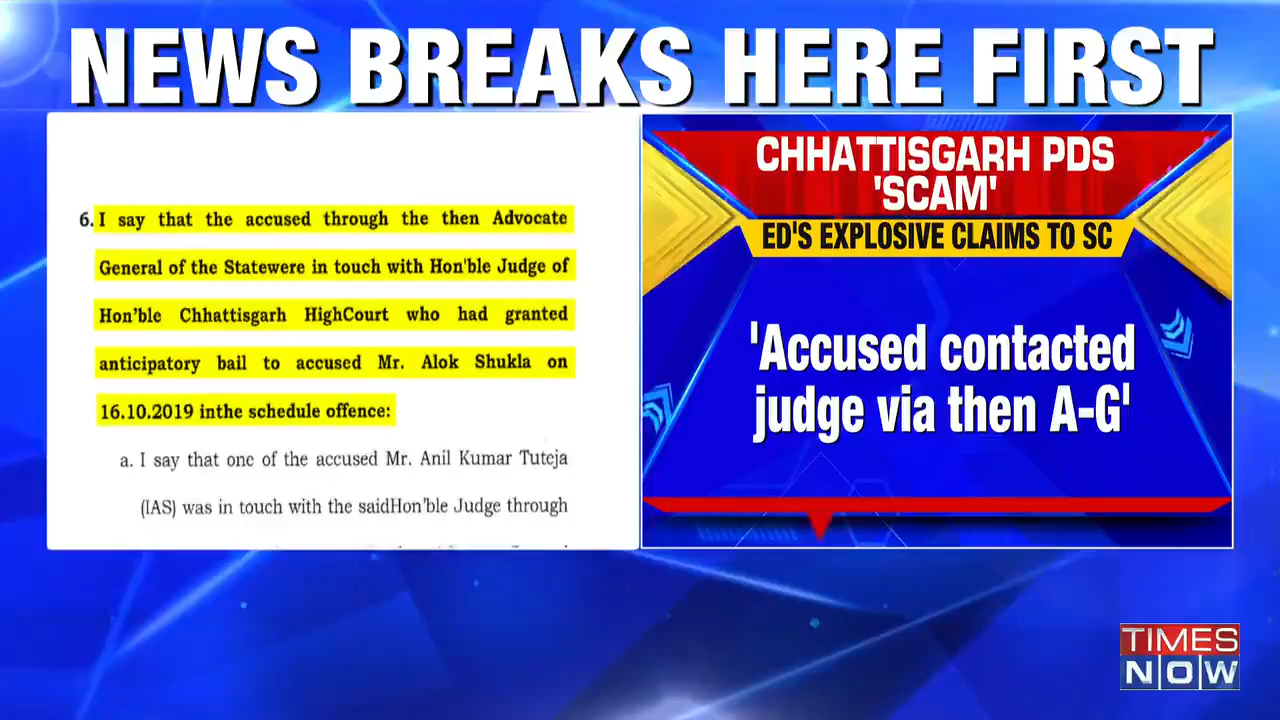 NEWS BREAKS HERE FIRST
6. I say that the accused through the then Advocate
General of the Statewere in touch with Hon'ble Judge of
Hon'ble Chhattisgarh HighCourt who had granted
anticipatory bail to accused Mr. Alok Shukla on
16.10.2019 inthe schedule offence:
a. I say that one of the accused Mr. Anil Kumar Tuteja
(IAS) was in touch with the saidHon'ble Judge through
CHHATTISGARH PDS
'SCAM'
ED'S EXPLOSIVE CLAIMS TO SC
'Accused contacted
judge via then A-G'
TIMES
NOW